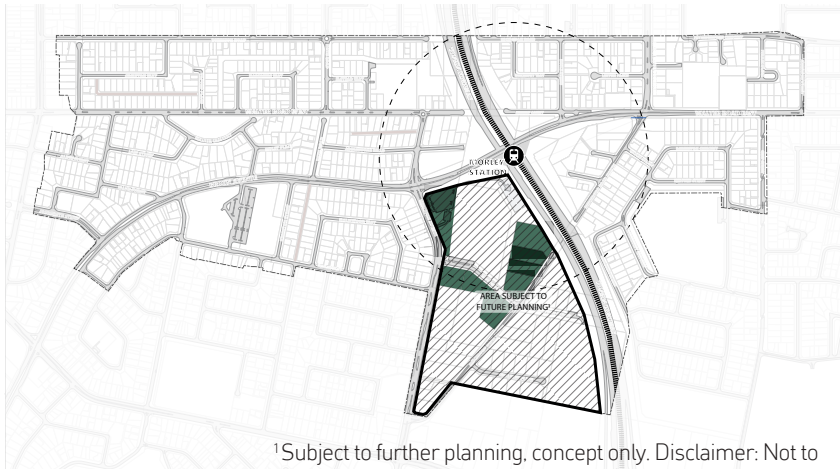 MORLEY
STATION
AREA SUBJECT TO
FUTURE PLANNING¹
¹Subject to further planning, concept only. Disclaimer: Not to